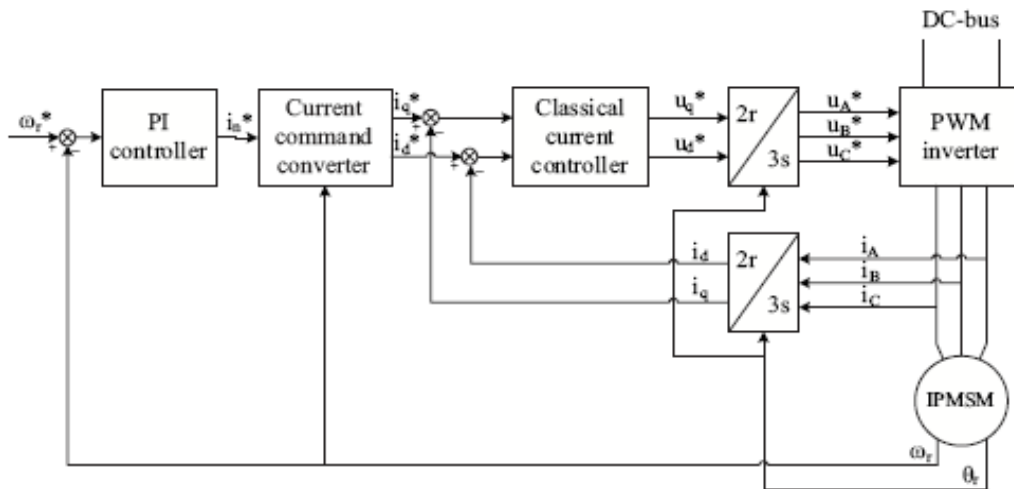 DC-bus
ωr*
PI
controller
is*
Current
command
converter
iq*
id*
Classical
current
controller
uq*
ud*
2r
3s
uA*
uB*
uC*
PWM
inverter
id
iq
2r
3s
iA
iB
iC
IPMSM
ωr
θr